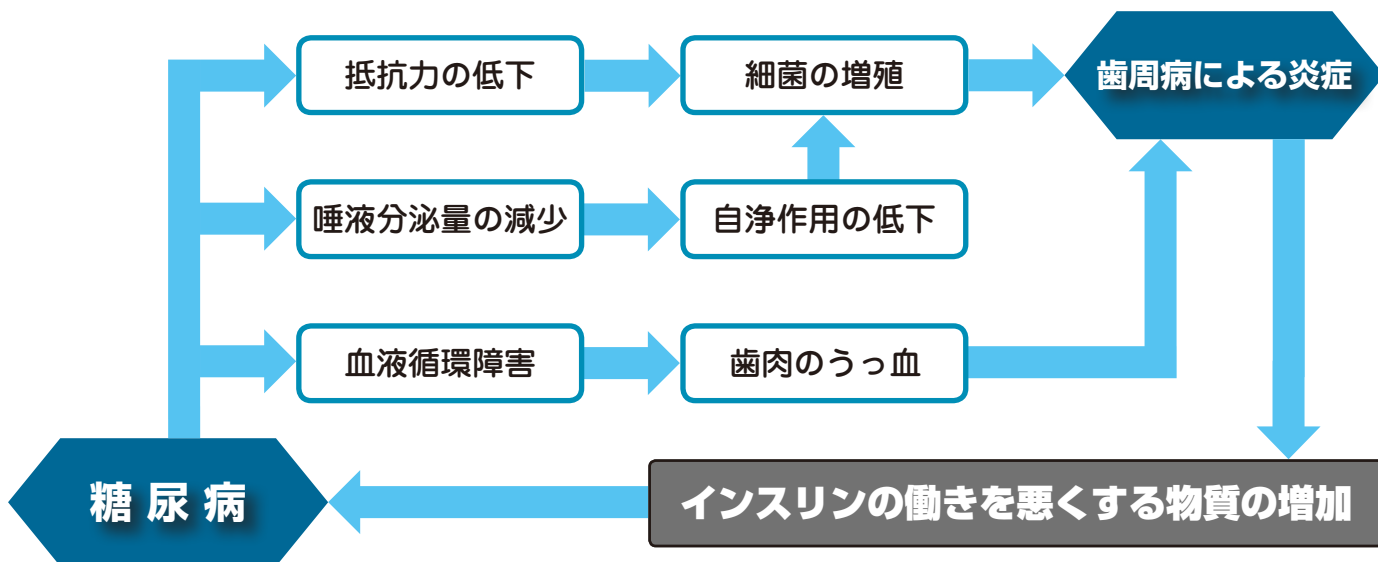 抵抗力の低下
細菌の増殖
歯周病による炎症
唾液分泌量の減少
自浄作用の低下
血液循環障害
歯肉のうっ血
糖尿病
インスリンの働きを悪くする物質の増加